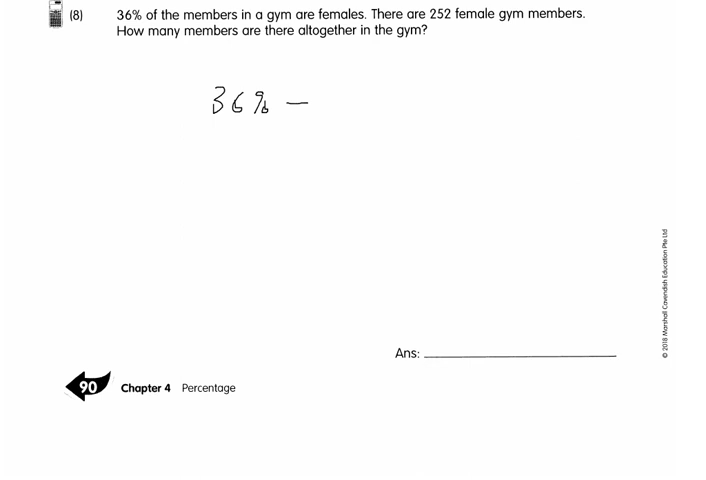 (8) 36% of the members in a gym are females. There are 252 female gym members.
How many members are there altogether in the gym?
36% —
© 2018 Marshall Cavendish Education Pte Ltd
Ans: ____________________
90 Chapter 4 Percentage